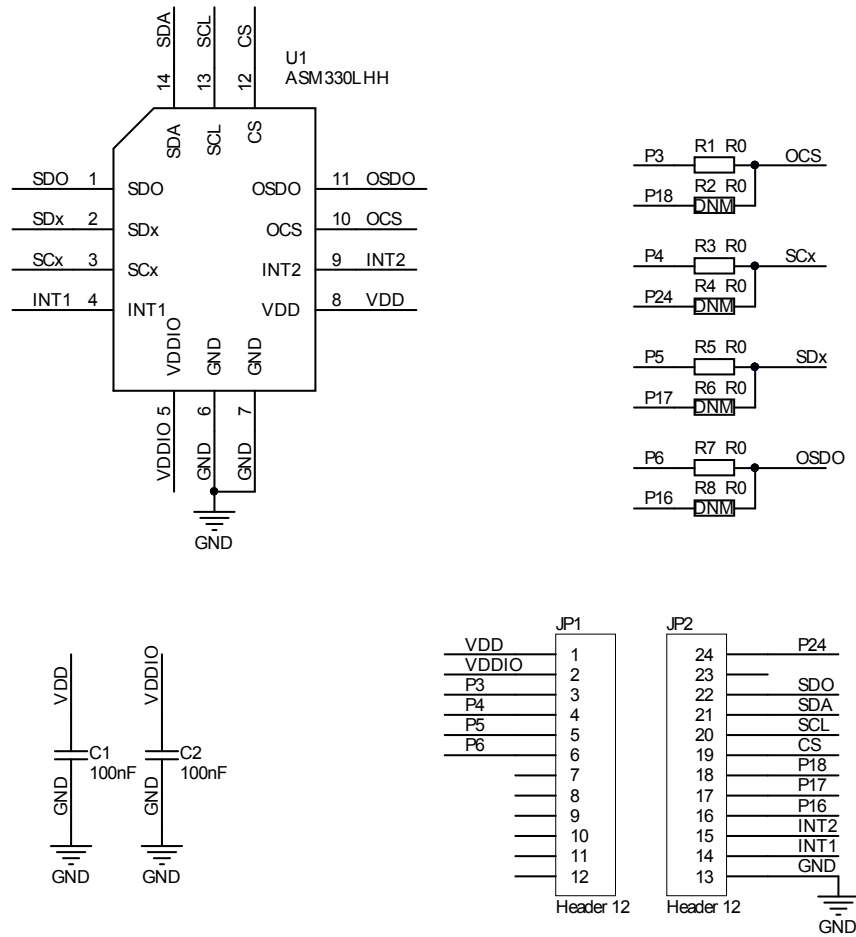 SDA
SCL
CS
14
13
12
U1
ASM330LHH
SDA
SCL
CS
SDO 1 SDO
OSDO 11 OSDO
SDx 2 SDx
OCS 10 OCS
SCx 3 SCx
INT2 9 INT2
INT1 4 INT1
VDD 8 VDD
VDDIO
GND
GND
5
6
7
VDDIO
GND
GND
GND
R1 R0
P3
OCS
R2 R0
P18
DNM
R3 R0
P4
SCx
R4 R0
P24
DNM
R5 R0
P5
SDx
R6 R0
P17
DNM
R7 R0
P6
OSDO
R8 R0
P16
DNM
VDD
C1
100nF
GND
GND
VDDIO
C2
100nF
GND
GND
JP1
VDD 1
VDDIO 2
P3 3
P4 4
P5 5
P6 6
7
8
9
10
11
12
Header 12
JP2
24 P24
23
22 SDO
21 SDA
20 SCL
19 CS
18 P18
17 P17
16 P16
15 INT2
14 INT1
13 GND
Header 12
GND